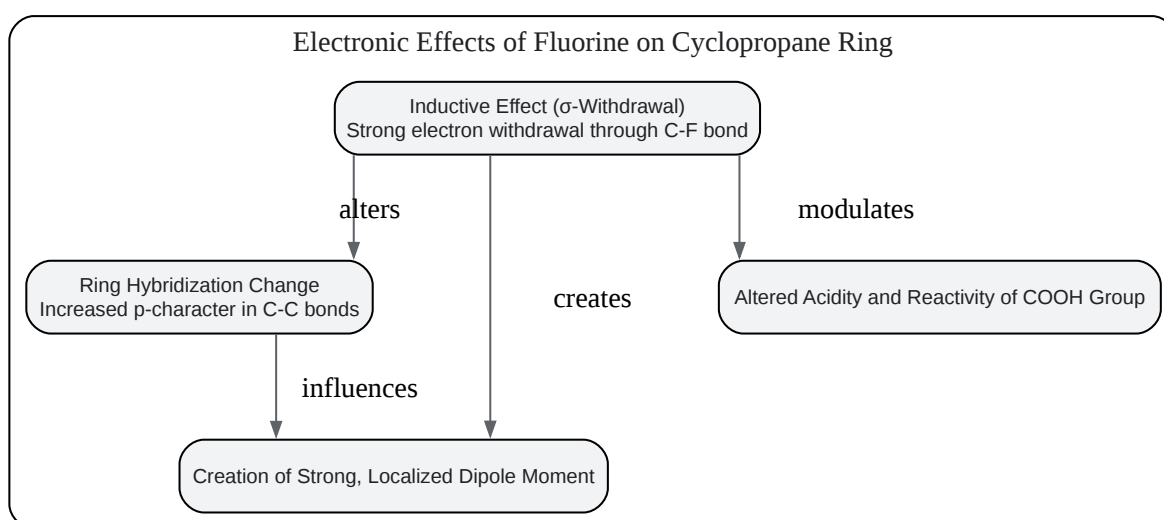 Electronic Effects of Fluorine on Cyclopropane Ring
Inductive Effect (σ-Withdrawal)
Strong electron withdrawal through C-F bond
alters
modulates
Ring Hybridization Change
Increased p-character in C-C bonds
creates
Altered Acidity and Reactivity of COOH Group
influences
Creation of Strong, Localized Dipole Moment